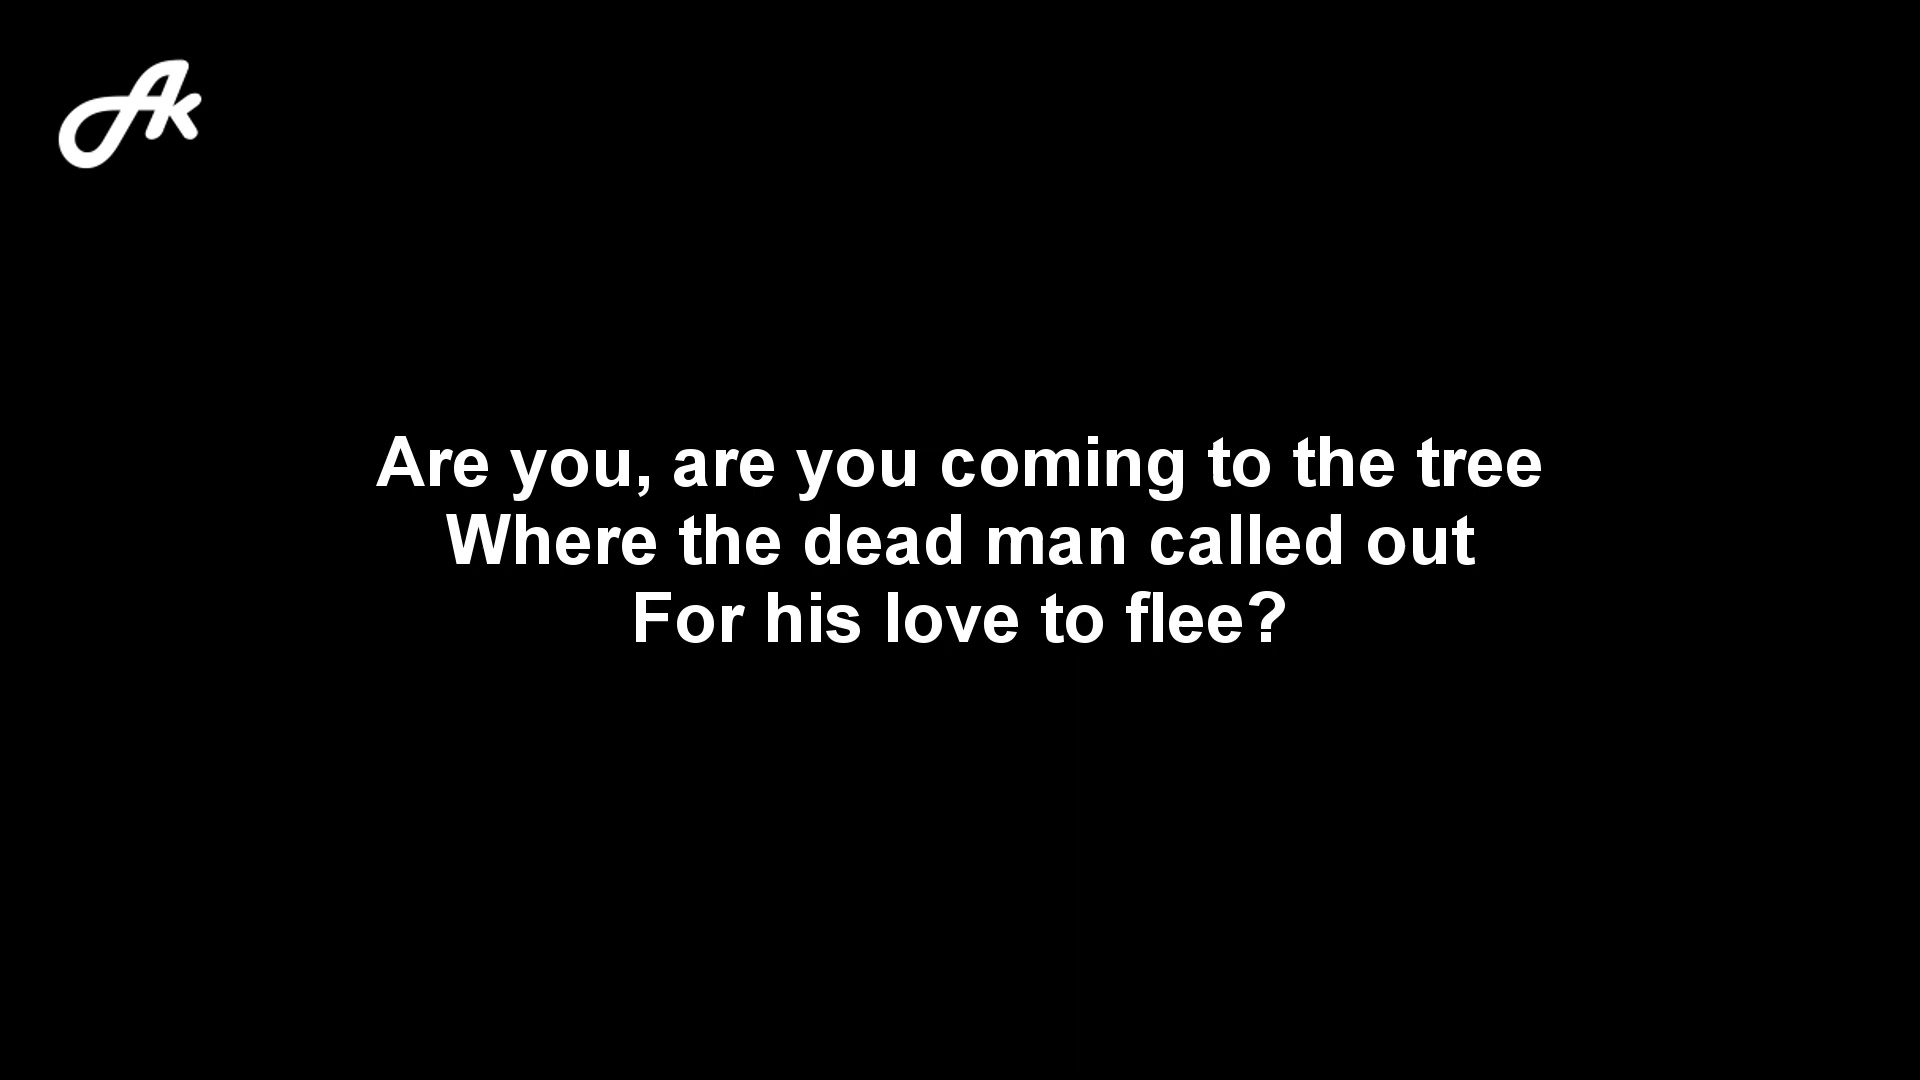 Ak
Are you, are you coming to the tree
Where the dead man called out
For his love to flee?